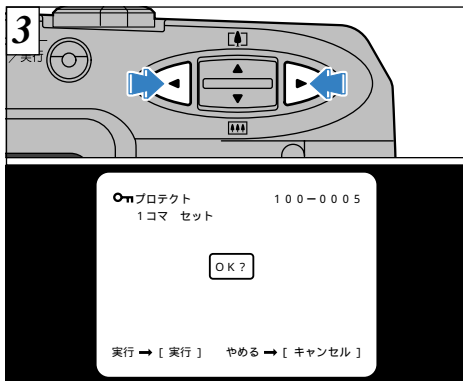 3
／実行
プロテクト 100-0005
1コマ セット
OK?
実行→[実行] やめる→[キャンセル]